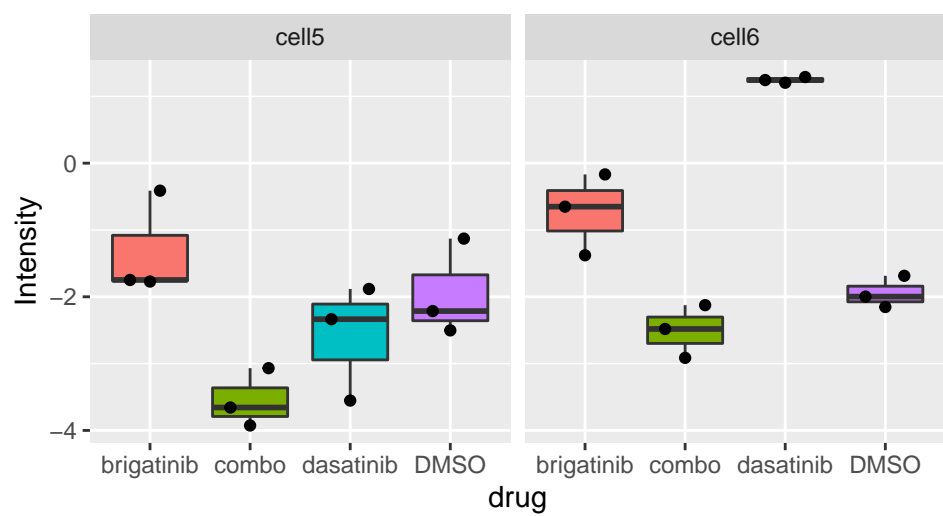 cell5 cell6
Intensity
0
−2
−4
brigatinib combo dasatinib DMSO brigatinib combo dasatinib DMSO
drug